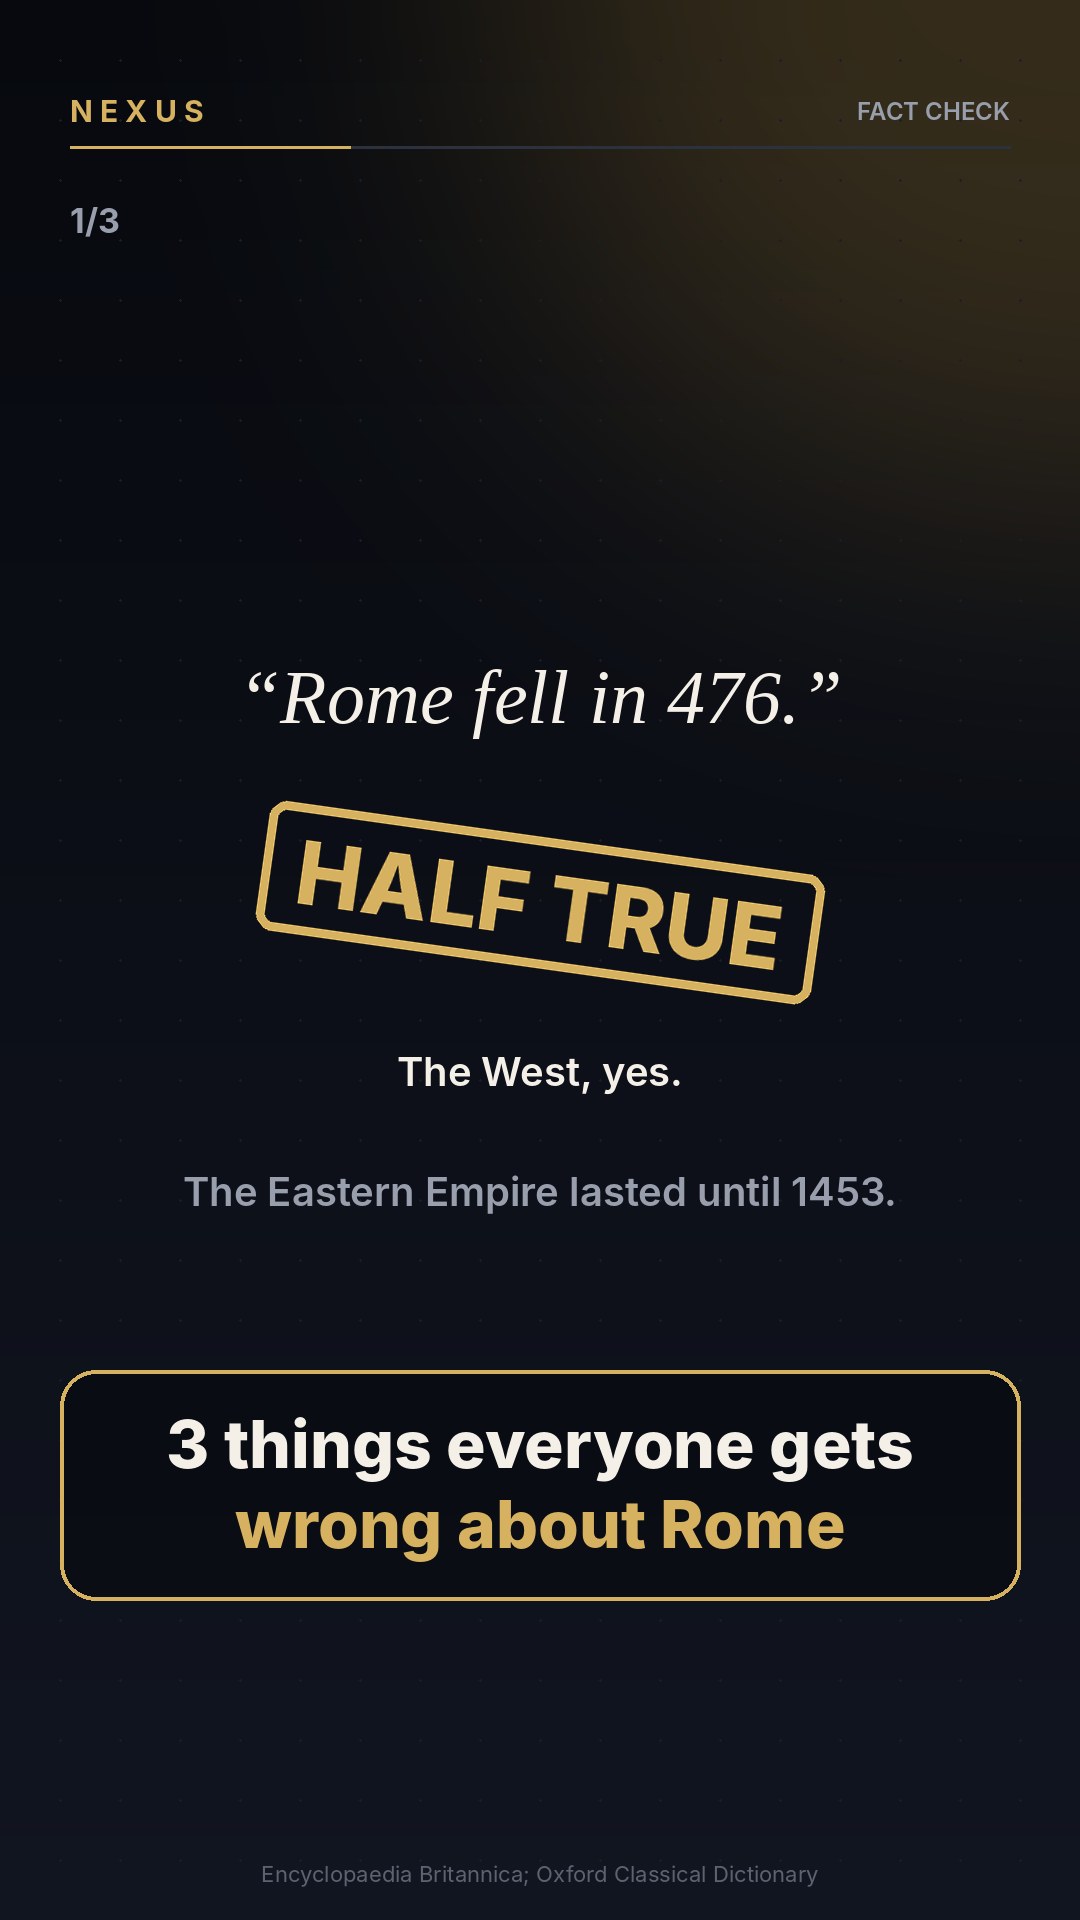 NEXUS
FACT CHECK
1/3
“Rome fell in 476.”
HALF TRUE
The West, yes.
The Eastern Empire lasted until 1453.
3 things everyone gets
wrong about Rome
Encyclopaedia Britannica; Oxford Classical Dictionary